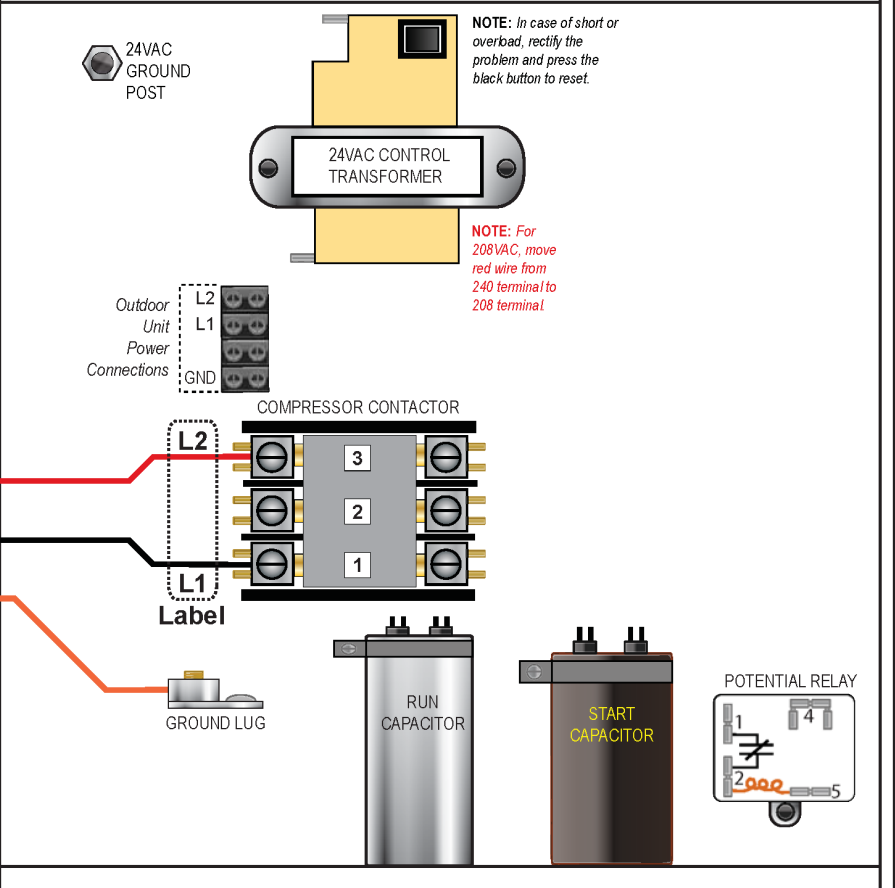 24VAC
GROUND
POST
NOTE: In case of short or
overload, rectify the
problem and press the
black button to reset.
24VAC CONTROL
TRANSFORMER
NOTE: For
208VAC, move
red wire from
240 terminal to
208 terminal.
Outdoor
Unit
Power
Connections
L2
L1
GND
COMPRESSOR CONTACTOR
L2
3
2
1
L1
Label
GROUND LUG
RUN
CAPACITOR
START
CAPACITOR
POTENTIAL RELAY
1
4
2
5